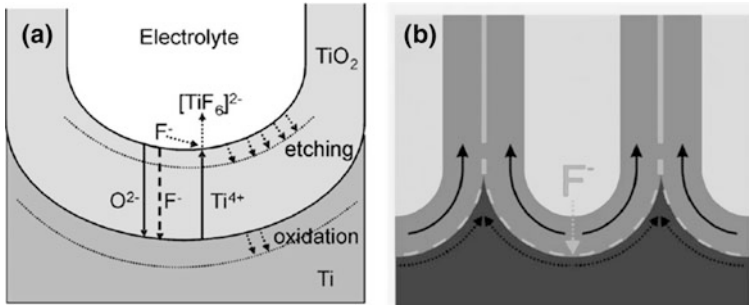 (a)
Electrolyte
TiO₂
[TiF₆]²⁻
F⁻
etching
O²⁻
F⁻
Ti⁴⁺
oxidation
Ti
(b)
F⁻